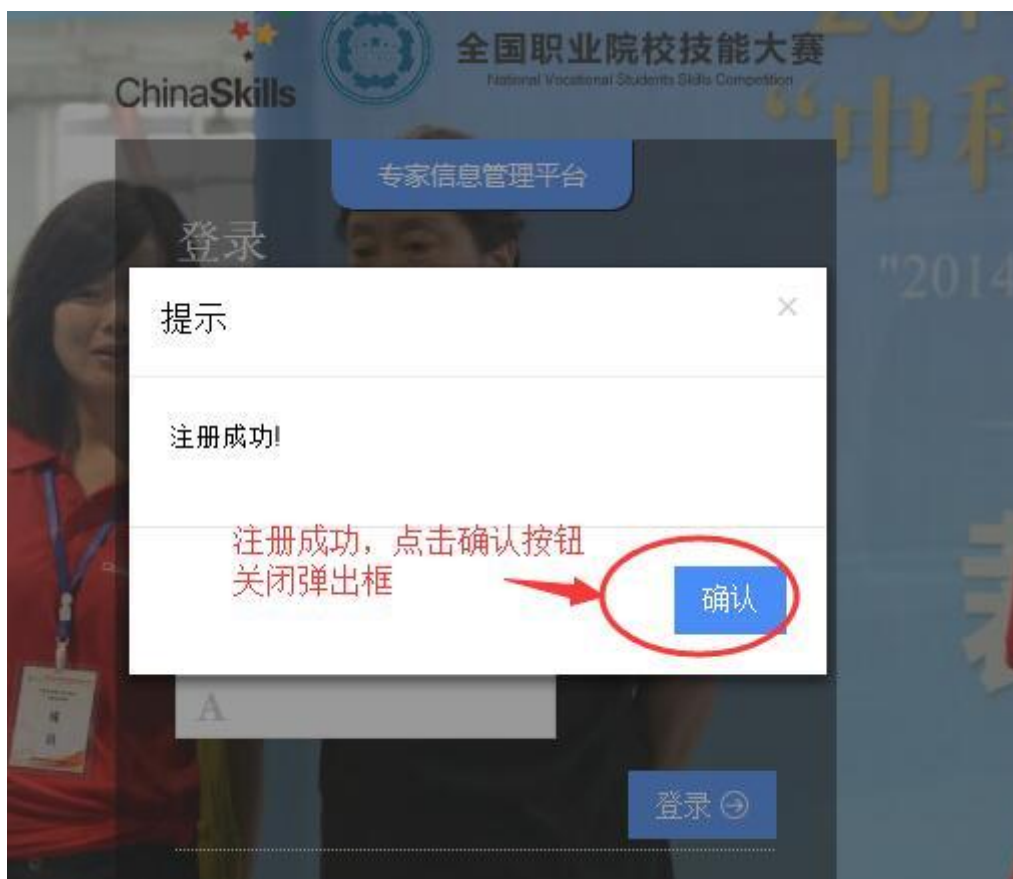 ChinaSkills
全国职业院校技能大赛
National Vocational Students Skills Competition
“中科
"2014
专家信息管理平台
登录
提示
×
注册成功!
注册成功，点击确认按钮
关闭弹出框
确认
A
登录